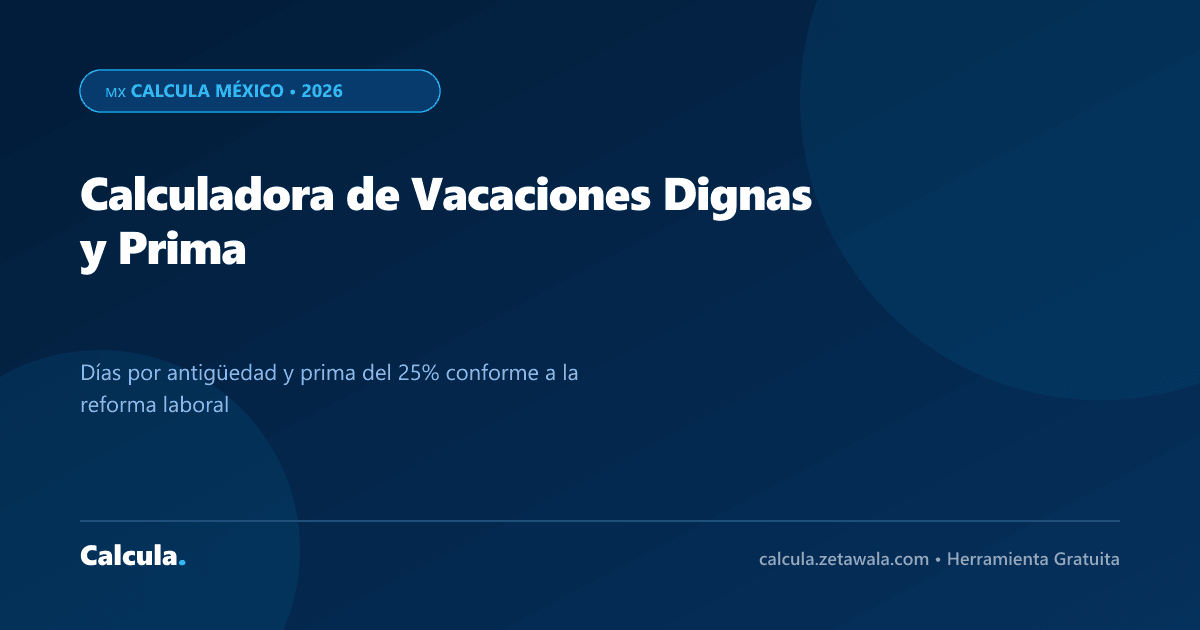 MX CALCULA MÉXICO • 2026
Calculadora de Vacaciones Dignas
y Prima
Días por antigüedad y prima del 25% conforme a la
reforma laboral
Calcula.
calcula.zetawala.com • Herramienta Gratuita